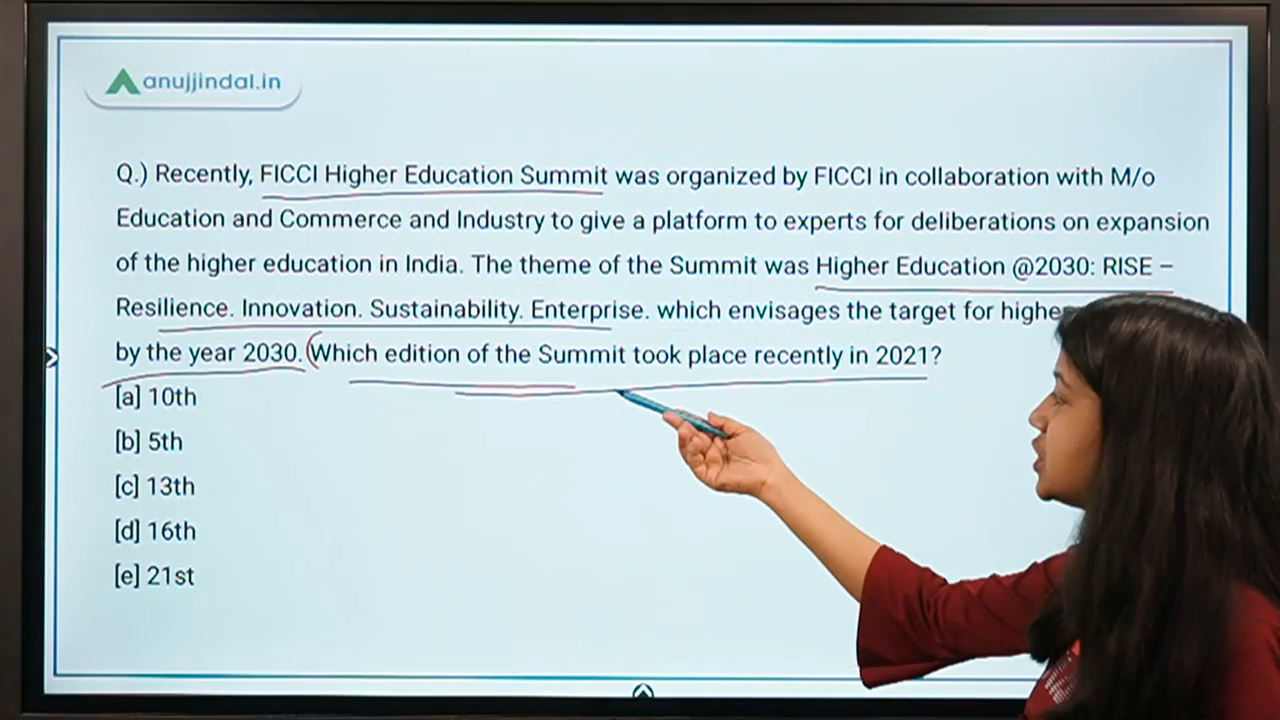 anujjindal.in
Q.) Recently, FICCI Higher Education Summit was organized by FICCI in collaboration with M/o
Education and Commerce and Industry to give a platform to experts for deliberations on expansion
of the higher education in India. The theme of the Summit was Higher Education @2030: RISE –
Resilience. Innovation. Sustainability. Enterprise. which envisages the target for
by the year 2030. Which edition of the Summit took place recently in 2021?
[a] 10th
[b] 5th
[c] 13th
[d] 16th
[e] 21st